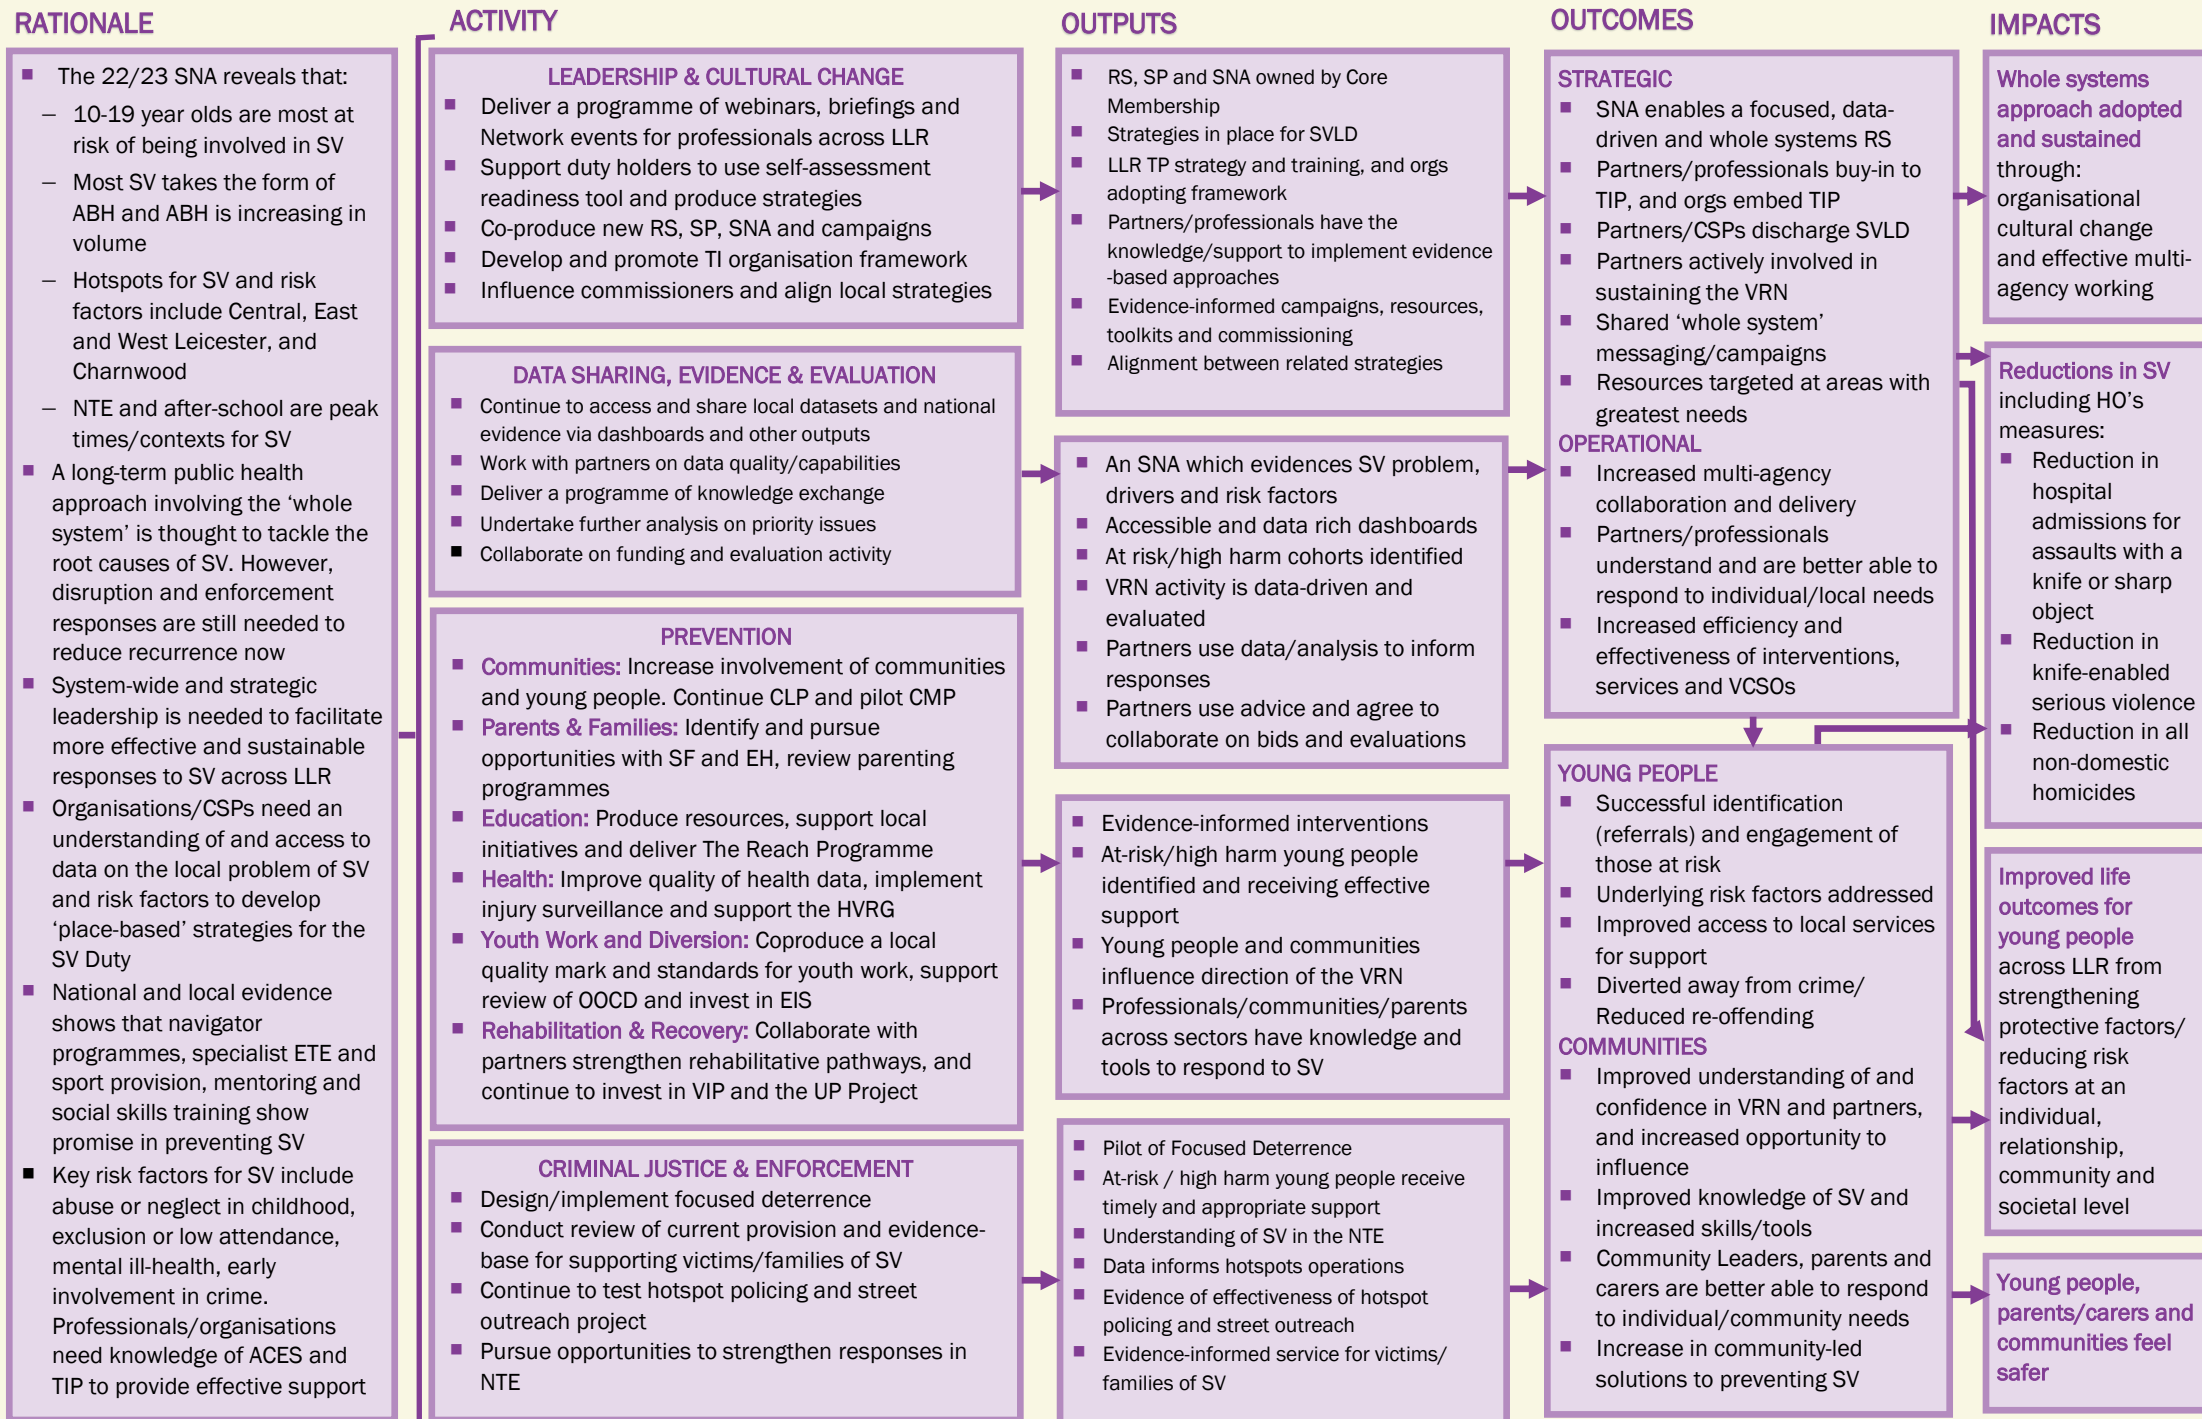 RATIONALE
The 22/23 SNA reveals that:
– 10-19 year olds are most at
risk of being involved in SV
– Most SV takes the form of
ABH and ABH is increasing in
volume
– Hotspots for SV and risk
factors include Central, East
and West Leicester, and
Charnwood
– NTE and after-school are peak
times/contexts for SV
A long-term public health
approach involving the ‘whole
system’ is thought to tackle the
root causes of SV. However,
disruption and enforcement
responses are still needed to
reduce recurrence now
System-wide and strategic
leadership is needed to facilitate
more effective and sustainable
responses to SV across LLR
Organisations/CSPs need an
understanding of and access to
data on the local problem of SV
and risk factors to develop
‘place-based’ strategies for the
SV Duty
National and local evidence
shows that navigator
programmes, specialist ETE and
sport provision, mentoring and
social skills training show
promise in preventing SV
Key risk factors for SV include
abuse or neglect in childhood,
exclusion or low attendance,
mental ill-health, early
involvement in crime.
Professionals/organisations
need knowledge of ACES and
TIP to provide effective support
ACTIVITY
LEADERSHIP & CULTURAL CHANGE
Deliver a programme of webinars, briefings and
Network events for professionals across LLR
Support duty holders to use self-assessment
readiness tool and produce strategies
Co-produce new RS, SP, SNA and campaigns
Develop and promote TI organisation framework
Influence commissioners and align local strategies
DATA SHARING, EVIDENCE & EVALUATION
Continue to access and share local datasets and national
evidence via dashboards and other outputs
Work with partners on data quality/capabilities
Deliver a programme of knowledge exchange
Undertake further analysis on priority issues
Collaborate on funding and evaluation activity
PREVENTION
Communities: Increase involvement of communities
and young people. Continue CLP and pilot CMP
Parents & Families: Identify and pursue
opportunities with SF and EH, review parenting
programmes
Education: Produce resources, support local
initiatives and deliver The Reach Programme
Health: Improve quality of health data, implement
injury surveillance and support the HVRG
Youth Work and Diversion: Coproduce a local
quality mark and standards for youth work, support
review of OOCD and invest in EIS
Rehabilitation & Recovery: Collaborate with
partners strengthen rehabilitative pathways, and
continue to invest in VIP and the UP Project
CRIMINAL JUSTICE & ENFORCEMENT
Design/implement focused deterrence
Conduct review of current provision and evidence-
base for supporting victims/families of SV
Continue to test hotspot policing and street
outreach project
Pursue opportunities to strengthen responses in
NTE
OUTPUTS
RS, SP and SNA owned by Core
Membership
Strategies in place for SVLD
LLR TP strategy and training, and orgs
adopting framework
Partners/professionals have the
knowledge/support to implement evidence
-based approaches
Evidence-informed campaigns, resources,
toolkits and commissioning
Alignment between related strategies
An SNA which evidences SV problem,
drivers and risk factors
Accessible and data rich dashboards
At risk/high harm cohorts identified
VRN activity is data-driven and
evaluated
Partners use data/analysis to inform
responses
Partners use advice and agree to
collaborate on bids and evaluations
Evidence-informed interventions
At-risk/high harm young people
identified and receiving effective
support
Young people and communities
influence direction of the VRN
Professionals/communities/parents
across sectors have knowledge and
tools to respond to SV
Pilot of Focused Deterrence
At-risk / high harm young people receive
timely and appropriate support
Understanding of SV in the NTE
Data informs hotspots operations
Evidence of effectiveness of hotspot
policing and street outreach
Evidence-informed service for victims/
families of SV
OUTCOMES
STRATEGIC
SNA enables a focused, data-
driven and whole systems RS
Partners/professionals buy-in to
TIP, and orgs embed TIP
Partners/CSPs discharge SVLD
Partners actively involved in
sustaining the VRN
Shared ‘whole system’
messaging/campaigns
Resources targeted at areas with
greatest needs
OPERATIONAL
Increased multi-agency
collaboration and delivery
Partners/professionals
understand and are better able to
respond to individual/local needs
Increased efficiency and
effectiveness of interventions,
services and VCSOs
YOUNG PEOPLE
Successful identification
(referrals) and engagement of
those at risk
Underlying risk factors addressed
Improved access to local services
for support
Diverted away from crime/
Reduced re-offending
COMMUNITIES
Improved understanding of and
confidence in VRN and partners,
and increased opportunity to
influence
Improved knowledge of SV and
increased skills/tools
Community Leaders, parents and
carers are better able to respond
to individual/community needs
Increase in community-led
solutions to preventing SV
IMPACTS
Whole systems
approach adopted
and sustained
through:
organisational
cultural change
and effective multi-
agency working
Reductions in SV
including HO’s
measures:
Reduction in
hospital
admissions for
assaults with a
knife or sharp
object
Reduction in
knife-enabled
serious violence
Reduction in all
non-domestic
homicides
Improved life
outcomes for
young people
across LLR from
strengthening
protective factors/
reducing risk
factors at an
individual,
relationship,
community and
societal level
Young people,
parents/carers and
communities feel
safer